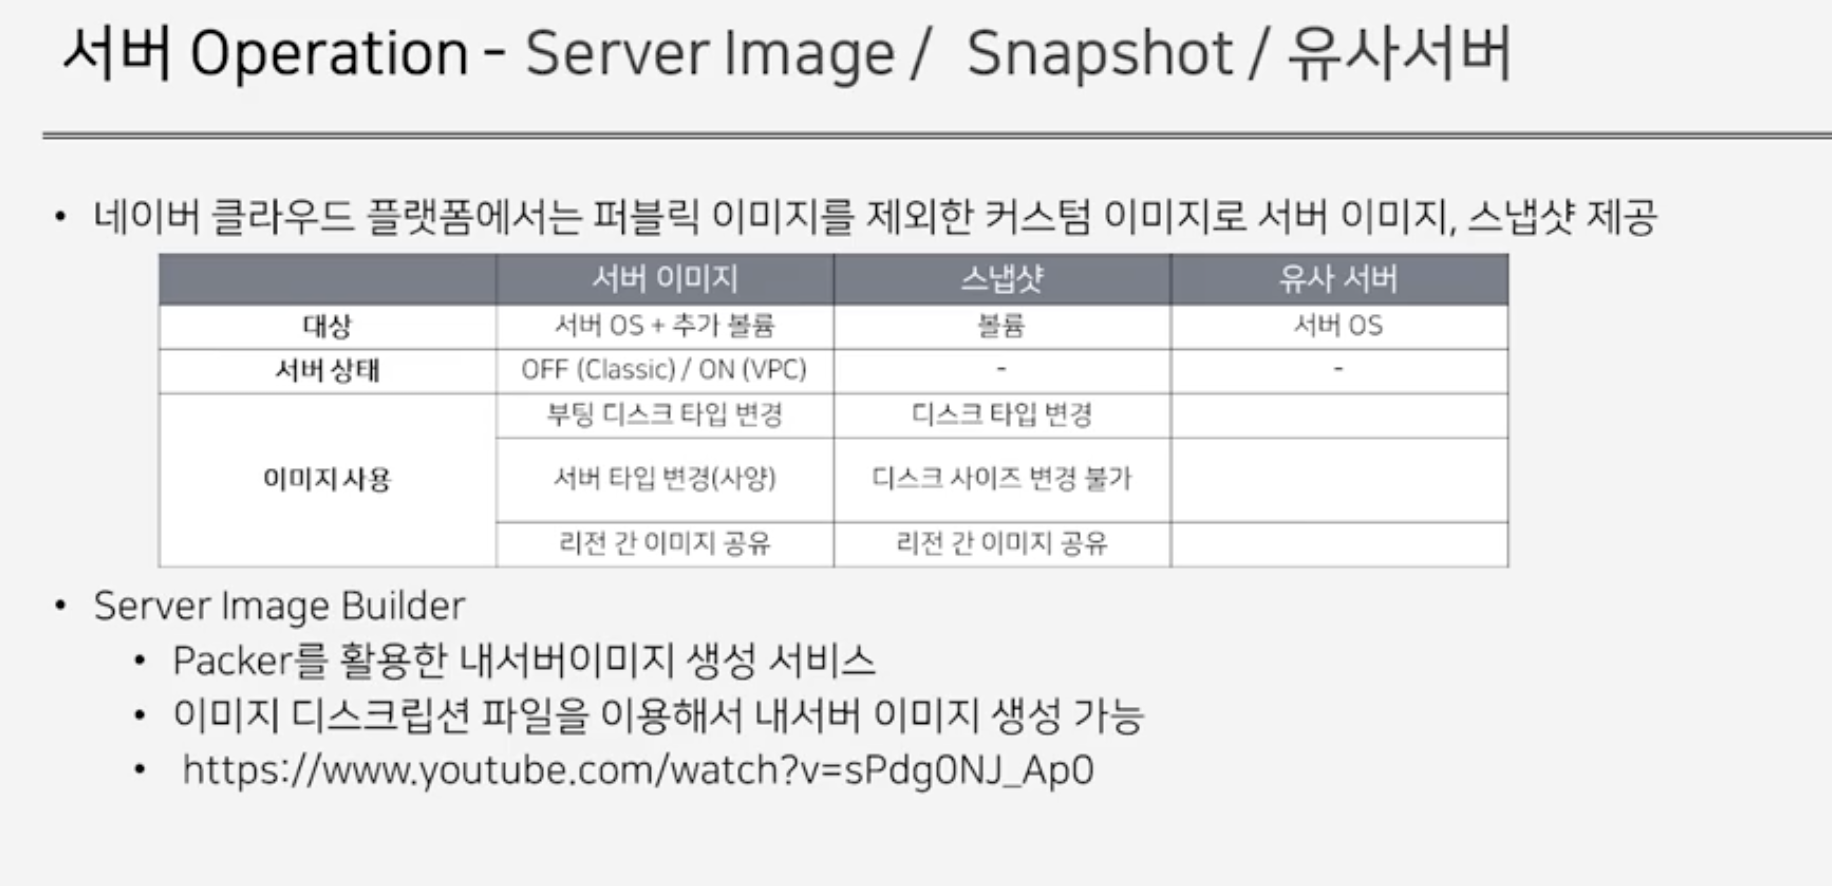 서버 Operation - Server Image / Snapshot / 유사서버
• 네이버 클라우드 플랫폼에서는 퍼블릭 이미지를 제외한 커스텀 이미지로 서버 이미지, 스냅샷 제공
서버 이미지 스냅샷 유사 서버
대상 서버 OS + 추가 볼륨 볼륨 서버 OS
서버 상태 OFF (Classic) / ON (VPC) - -
부팅 디스크 타입 변경 디스크 타입 변경
이미지 사용 서버 타입 변경(사양) 디스크 사이즈 변경 불가
리전 간 이미지 공유 리전 간 이미지 공유
• Server Image Builder
• Packer를 활용한 내서버이미지 생성 서비스
• 이미지 디스크립션 파일을 이용해서 내서버 이미지 생성 가능
• https://www.youtube.com/watch?v=sPdg0NJ_Ap0